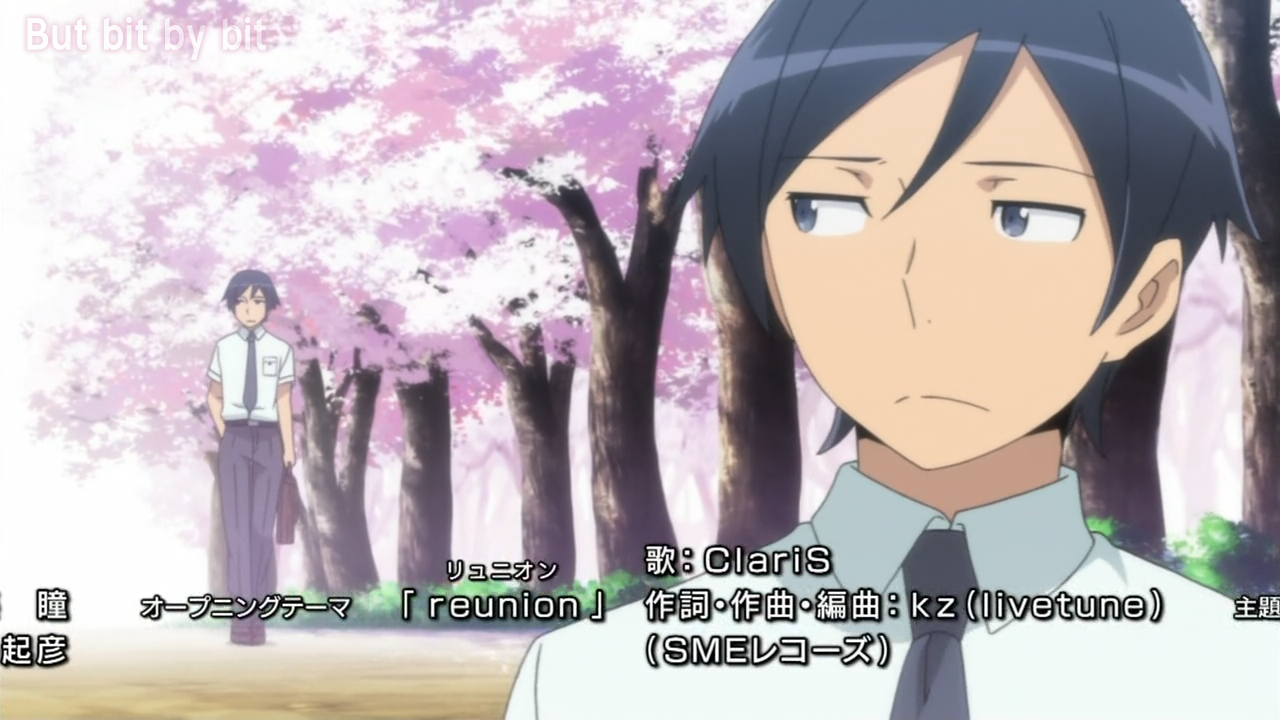 But bit by bit
瞳
起彦
オープニングテーマ
リュニオン
「reunion」
歌：ClariS
作詞・作曲・編曲：kz（livetune）
（SMEレコーズ）
主題